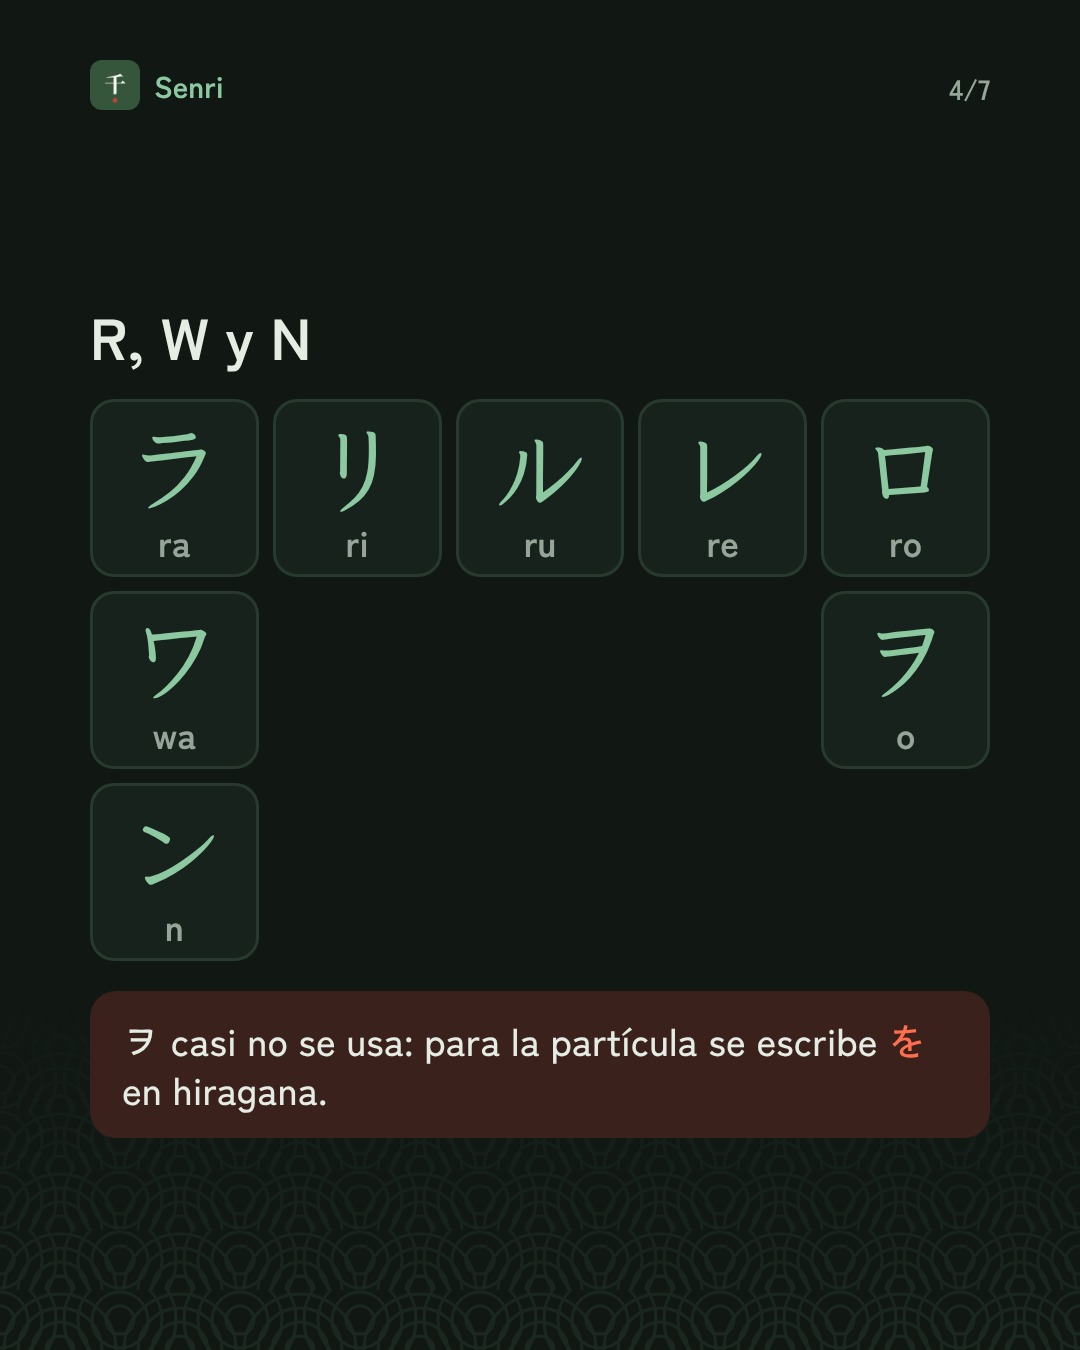 千 Senri
4/7
R, W y N
ラ リ ル レ ロ
ra ri ru re ro
ワ ヲ
wa o
ン
n
ヲ casi no se usa: para la partícula se escribe を
en hiragana.